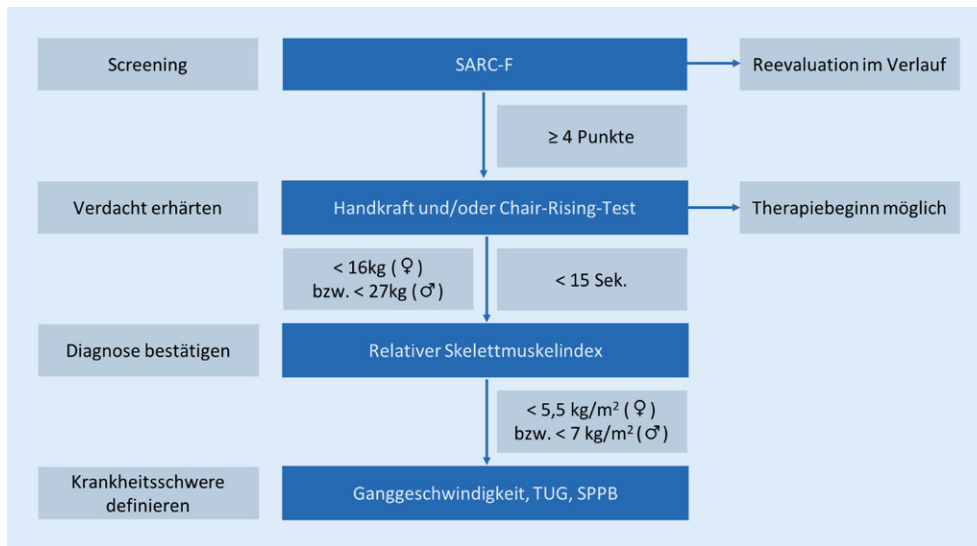 Screening
SARC-F
Reevaluation im Verlauf
≥ 4 Punkte
Verdacht erhärten
Handkraft und/oder Chair-Rising-Test
Therapiebeginn möglich
< 16kg (♀)
bzw. < 27kg (♂)
< 15 Sek.
Diagnose bestätigen
Relativer Skelettmuskelindex
< 5,5 kg/m² (♀)
bzw. < 7 kg/m² (♂)
Krankheitsschwere
definieren
Ganggeschwindigkeit, TUG, SPPB